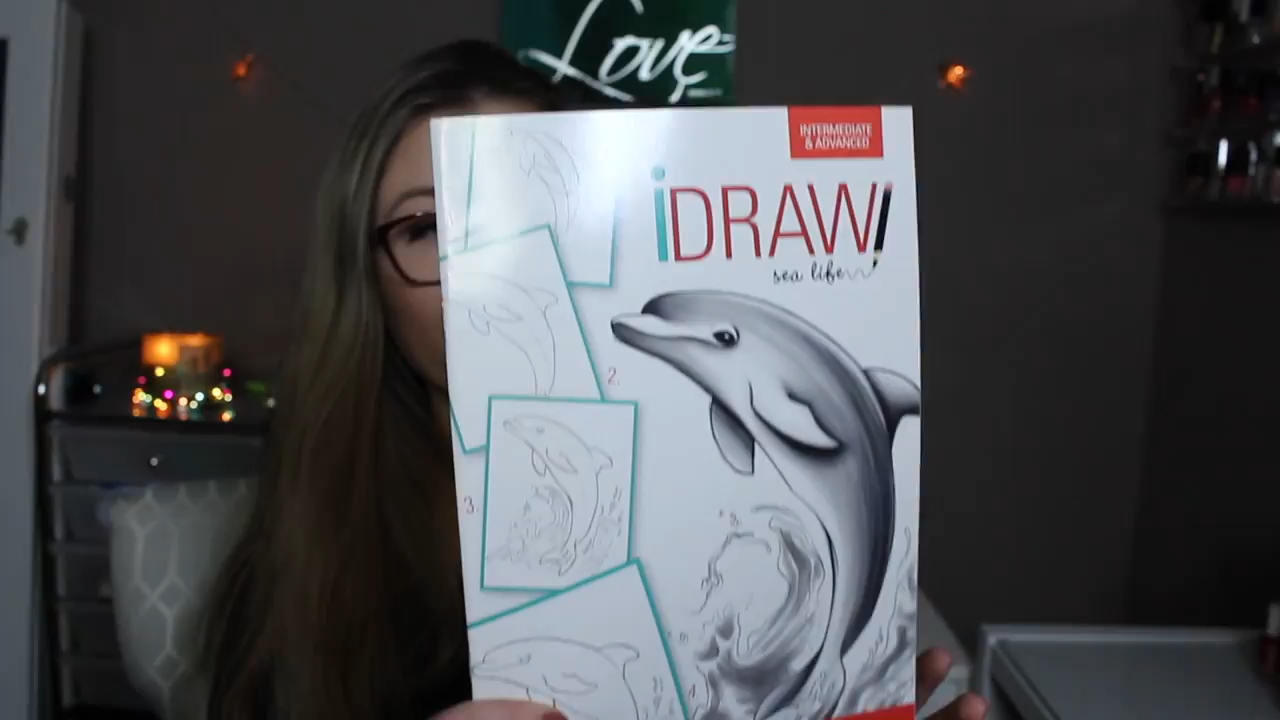 Love
INTERMEDIATE
& ADVANCED
iDRAW
sea life
2.
3.